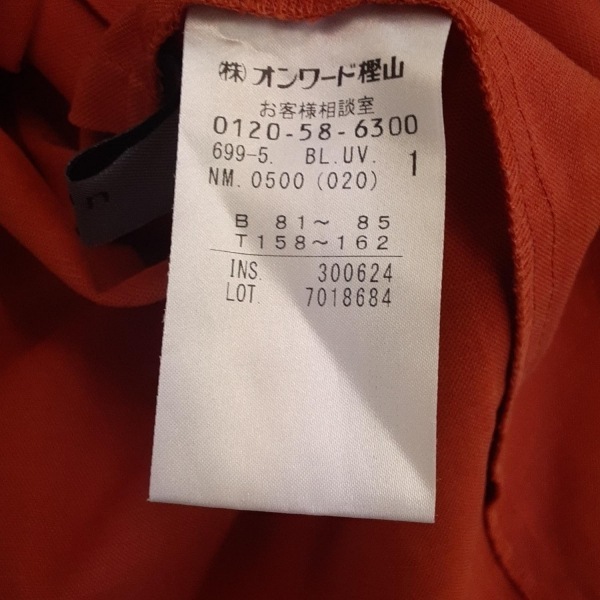 (株)オンワード樫山
お客様相談室
0120-58-6300
699-5. BL.UV. 1
NM. 0500 (020)
B 81～ 85
T 158～162
INS. 300624
LOT. 7018684